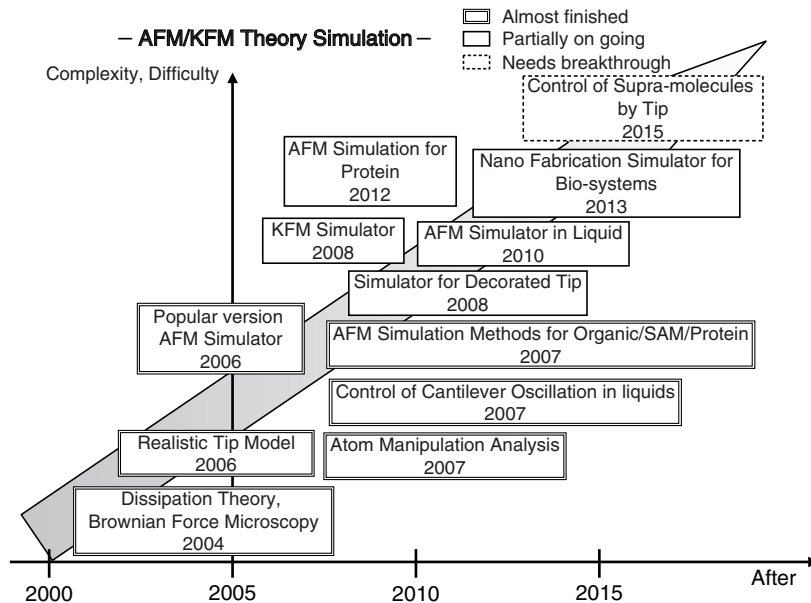 – AFM/KFM Theory Simulation –
Almost finished
Partially on going
Needs breakthrough
Complexity, Difficulty
Control of Supra-molecules
by Tip
2015
AFM Simulation for
Protein
2012
Nano Fabrication Simulator for
Bio-systems
2013
KFM Simulator
2008
AFM Simulator in Liquid
2010
Simulator for Decorated Tip
2008
Popular version
AFM Simulator
2006
AFM Simulation Methods for Organic/SAM/Protein
2007
Control of Cantilever Oscillation in liquids
2007
Realistic Tip Model
2006
Atom Manipulation Analysis
2007
Dissipation Theory,
Brownian Force Microscopy
2004
2000 2005 2010 2015 After